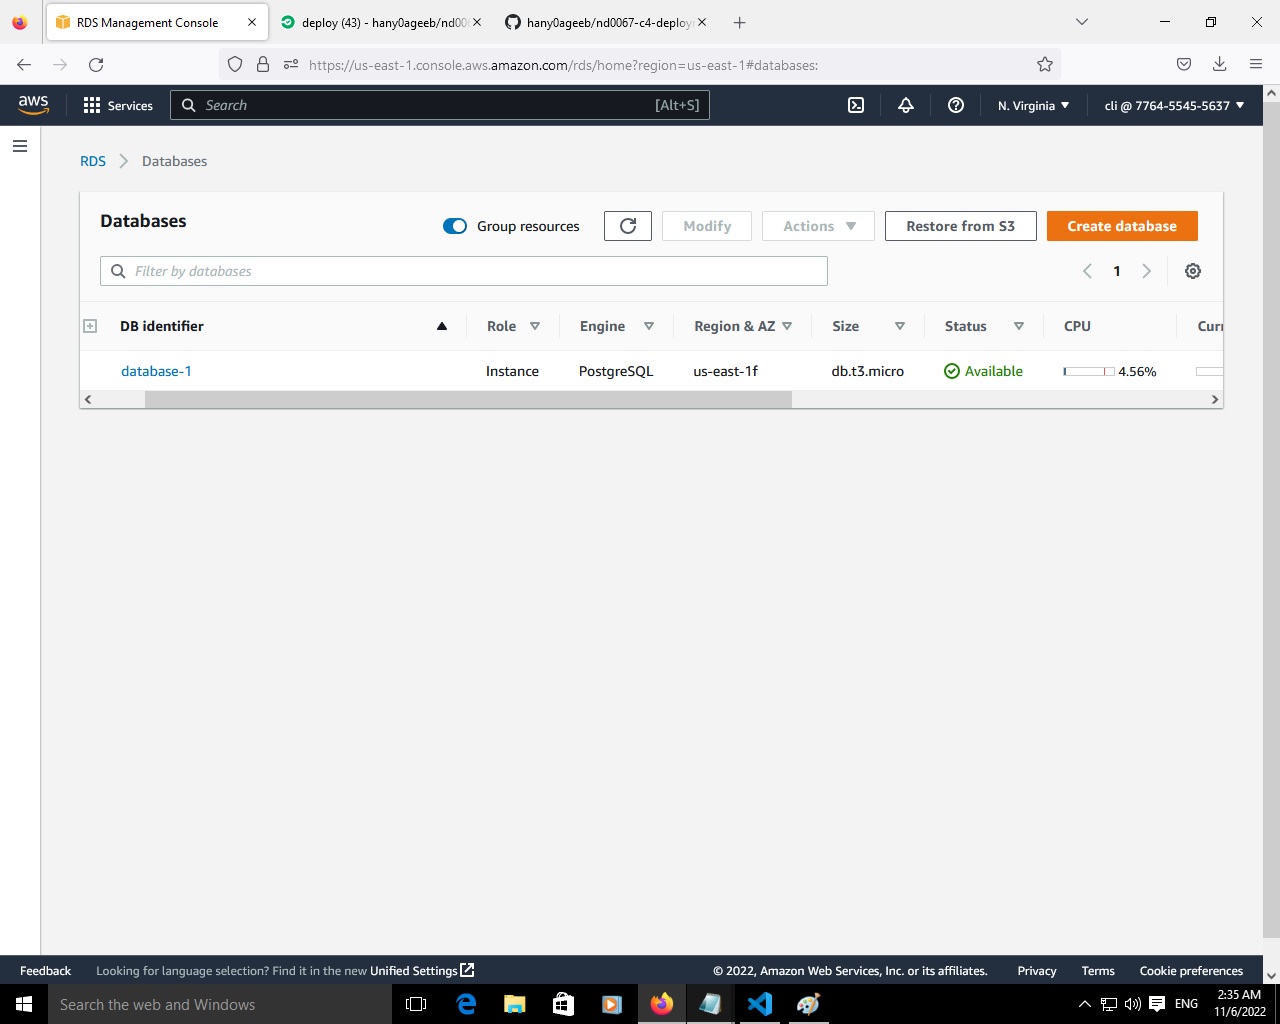 RDS Management Console
deploy (43) - hany0ageeb/nd00
hany0ageeb/nd0067-c4-deploy
https://us-east-1.console.aws.amazon.com/rds/home?region=us-east-1#databases:
aws
Services
Search
[Alt+S]
N. Virginia
cli @ 7764-5545-5637
RDS
Databases
Databases
Group resources
Modify
Actions
Restore from S3
Create database
Filter by databases
1
DB identifier
Role
Engine
Region & AZ
Size
Status
CPU
Curr
database-1
Instance
PostgreSQL
us-east-1f
db.t3.micro
Available
4.56%
Feedback
Looking for language selection? Find it in the new Unified Settings
© 2022, Amazon Web Services, Inc. or its affiliates.
Privacy
Terms
Cookie preferences
Search the web and Windows
ENG
2:35 AM
11/6/2022